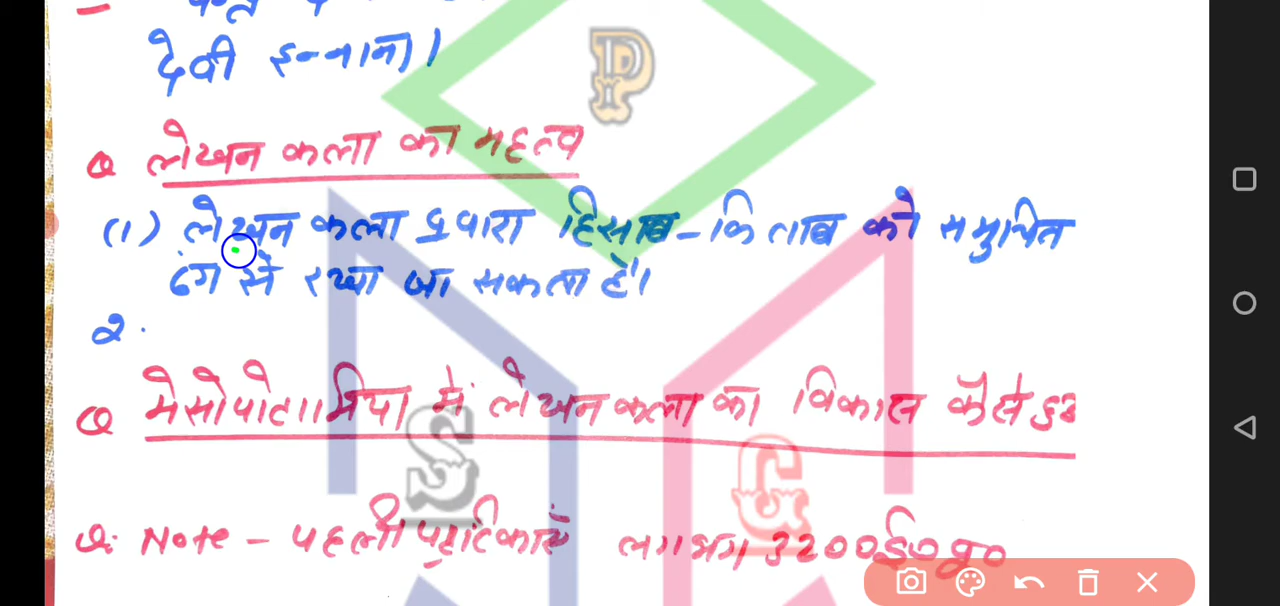 देवी इन्नाना।
Q लेखन कला का महत्व
(1) लेखन कला द्वारा हिसाब-किताब को समुचित
ढंग से रखा जा सकता है।
2.
Q मेसोपोटामिया में लेखन कला का विकास कैसे हुआ
Note - पहली पट्टिकाएं लगभग 3200ई०पू०
P
S
G